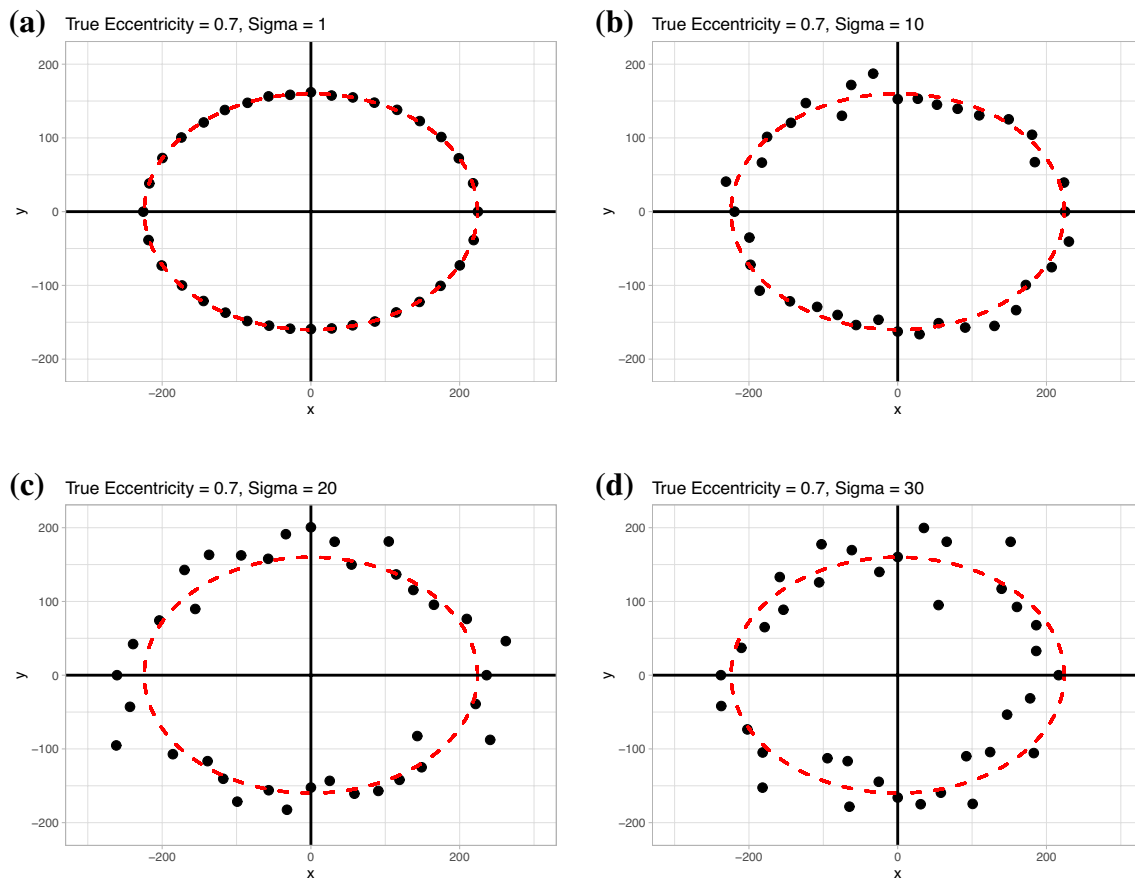 (a) True Eccentricity = 0.7, Sigma = 1
200
100
0
−100
−200
y
−200 0 200
x
(b) True Eccentricity = 0.7, Sigma = 10
200
100
0
−100
−200
y
−200 0 200
x
(c) True Eccentricity = 0.7, Sigma = 20
200
100
0
−100
−200
y
−200 0 200
x
(d) True Eccentricity = 0.7, Sigma = 30
200
100
0
−100
−200
y
−200 0 200
x